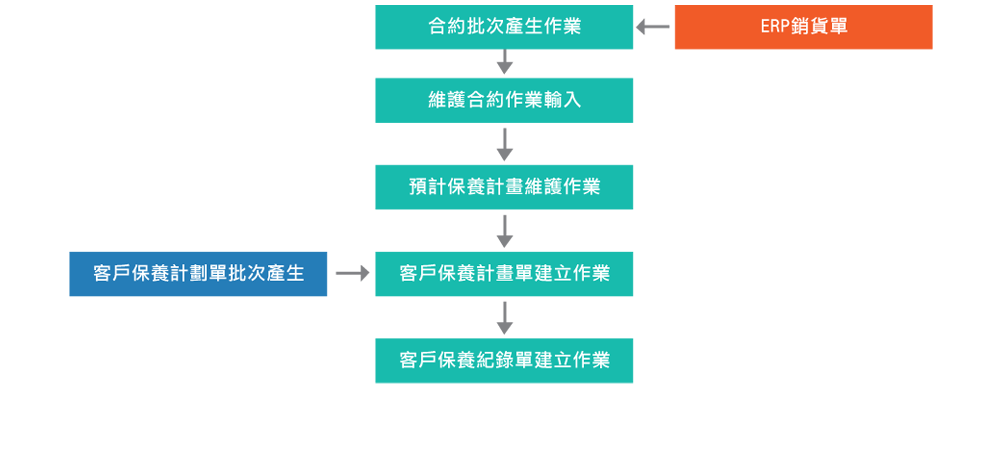 合約批次產生作業
ERP銷貨單
維護合約作業輸入
預計保養計畫維護作業
客戶保養計劃單批次產生
客戶保養計畫單建立作業
客戶保養紀錄單建立作業